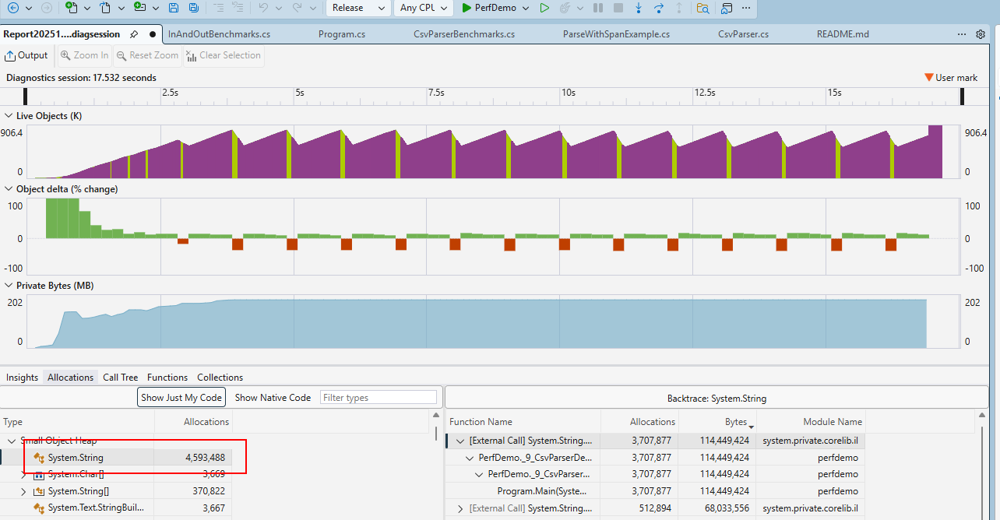 Release Any CPU PerfDemo
Report20251....diagsession InAndOutBenchmarks.cs Program.cs CsvParserBenchmarks.cs ParseWithSpanExample.cs CsvParser.cs README.md
Output Zoom In Reset Zoom Clear Selection
Diagnostics session: 17.532 seconds User mark
2.5s 5s 7.5s 10s 12.5s 15s
Live Objects (K)
906.4 906.4
0 0
Object delta (% change)
100 100
0 0
-100 -100
Private Bytes (MB)
202 202
0 0
Insights Allocations Call Tree Functions Collections
Show Just My Code Show Native Code Filter types Backtrace: System.String
Type Allocations Function Name Allocations Bytes Module Name
Small Object Heap [External Call] System.String.... 3,707,877 114,449,424 system.private.corelib.il
System.String 4,593,488 PerfDemo._9_CsvParserDe... 3,707,877 114,449,424 perfdemo
System.Char[] 3,669 PerfDemo._9_CsvParser... 3,707,877 114,449,424 perfdemo
System.String[] 370,822 Program.Main(Syste... 3,707,877 114,449,424 perfdemo
System.Text.StringBuil... 3,667 [External Call] System.String.... 512,894 68,033,556 system.private.corelib.il